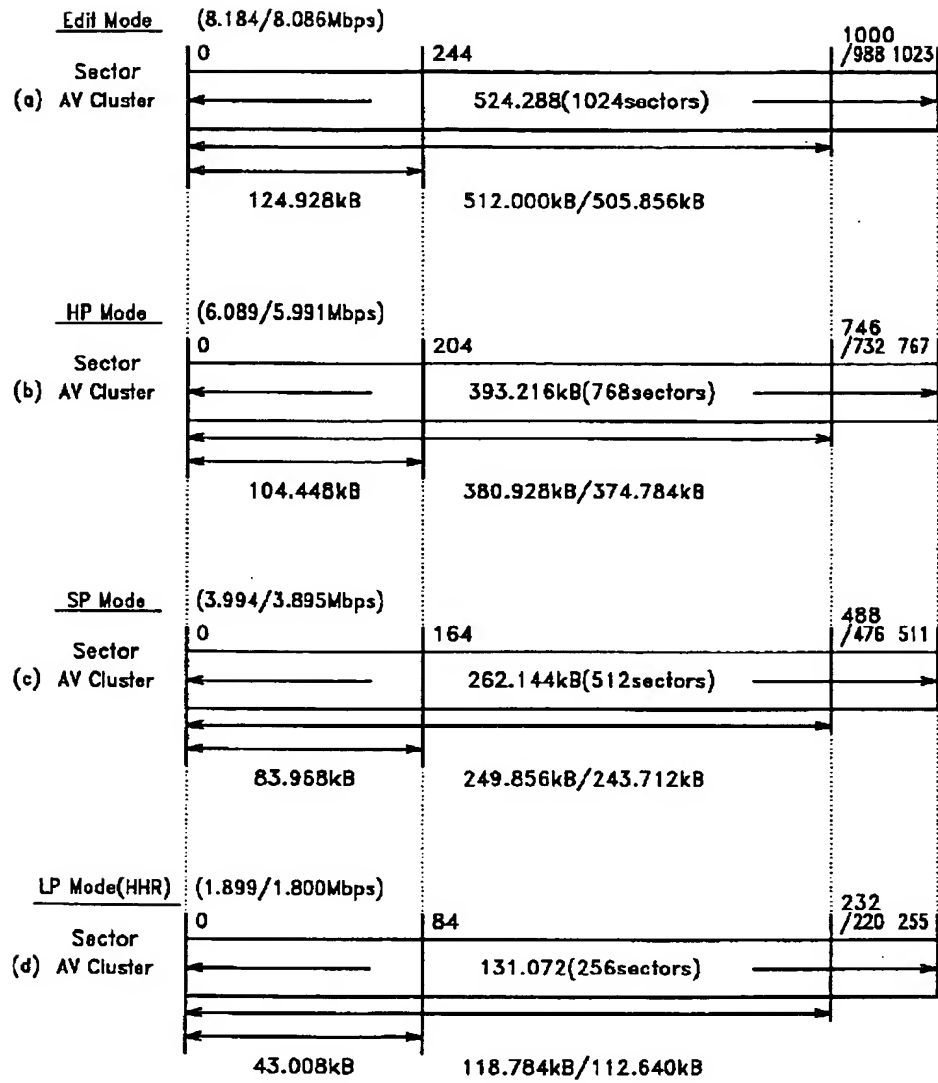 Edit Mode (8.184/8.086Mbps)
1000
0 244 /988 1023
Sector
(a) AV Cluster 524.288(1024sectors)
124.928kB 512.000kB/505.856kB
HP Mode (6.089/5.991Mbps)
746
0 204 /732 767
Sector
(b) AV Cluster 393.216kB(768sectors)
104.448kB 380.928kB/374.784kB
SP Mode (3.994/3.895Mbps)
488
0 164 /476 511
Sector
(c) AV Cluster 262.144kB(512sectors)
83.968kB 249.856kB/243.712kB
LP Mode(HHR) (1.899/1.800Mbps)
232
0 84 /220 255
Sector
(d) AV Cluster 131.072(256sectors)
43.008kB 118.784kB/112.640kB